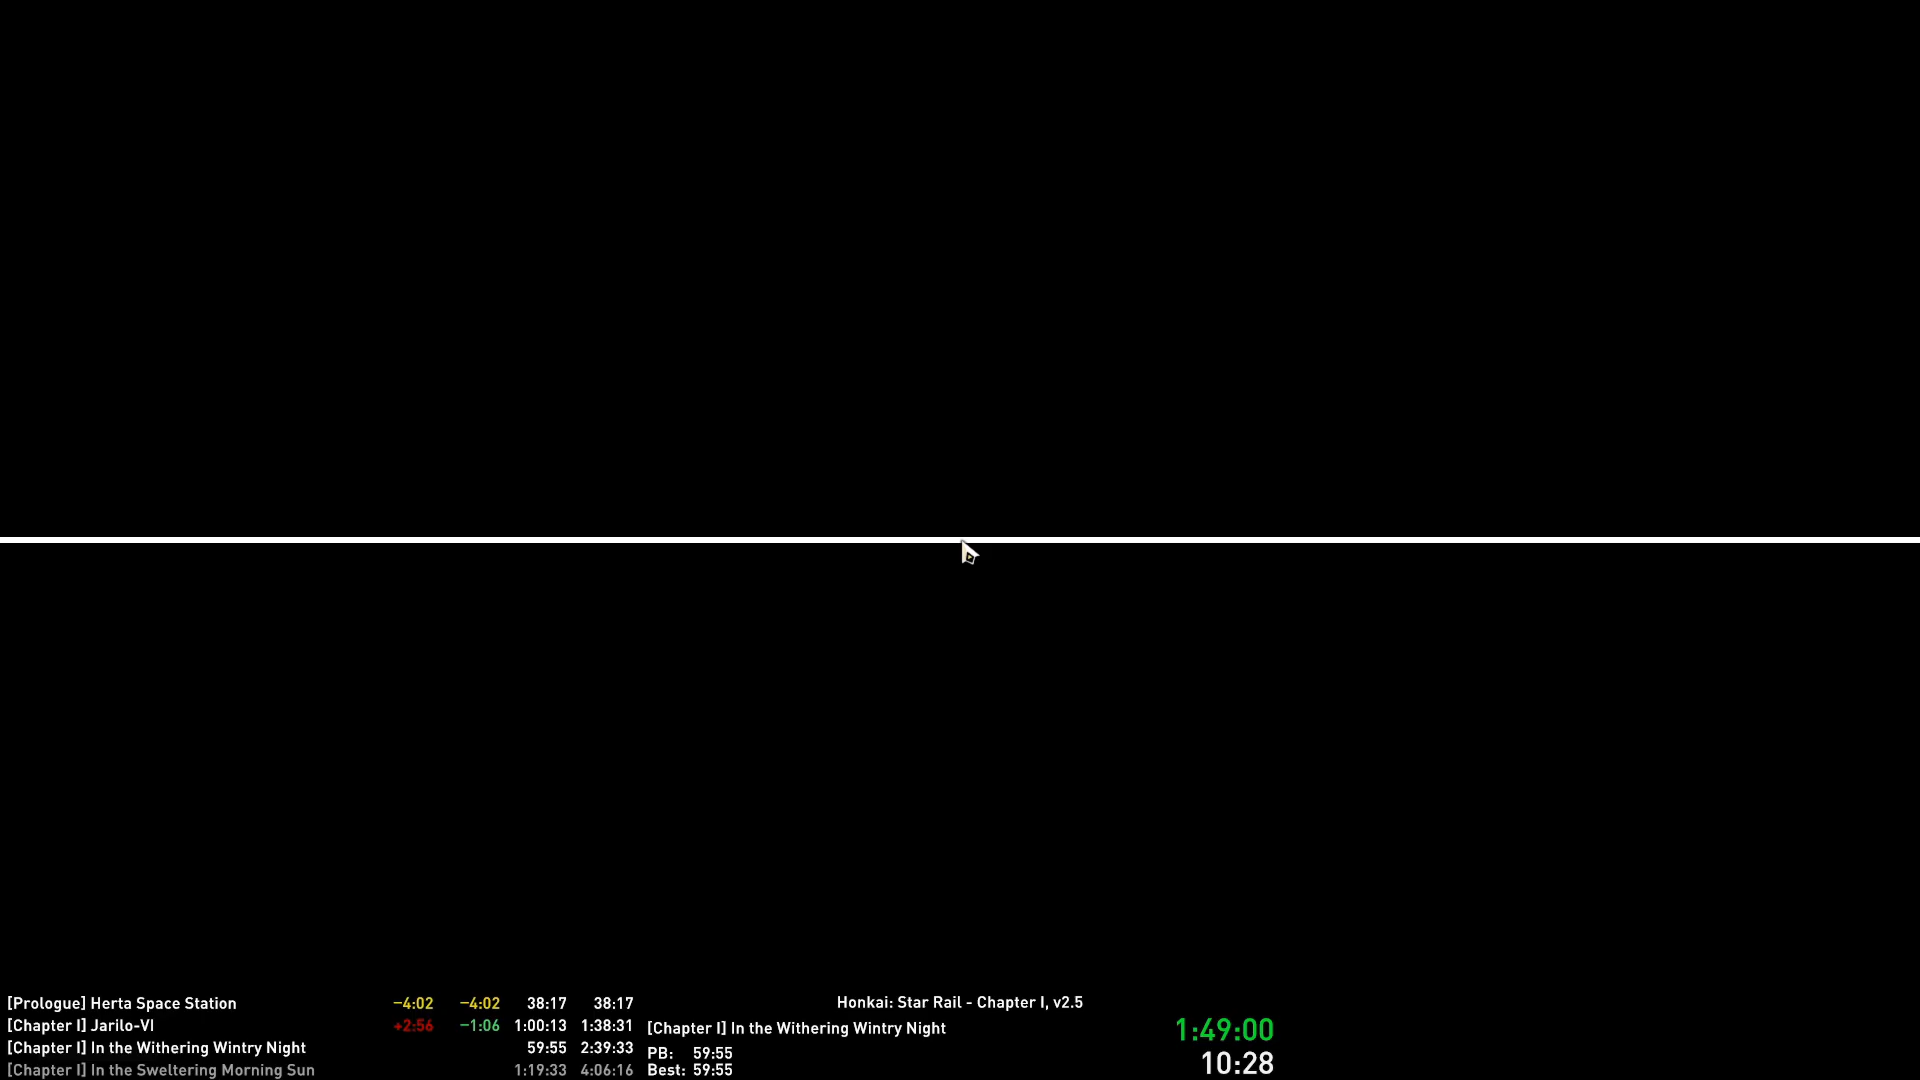 [Prologue] Herta Space Station −4:02 −4:02 38:17 38:17
[Chapter I] Jarilo-VI +2:56 −1:06 1:00:13 1:38:31
[Chapter I] In the Withering Wintry Night 59:55 2:39:33
[Chapter I] In the Sweltering Morning Sun 1:19:33 4:06:16
Honkai: Star Rail - Chapter I, v2.5
[Chapter I] In the Withering Wintry Night
PB: 59:55
Best: 59:55
1:49:00
10:28